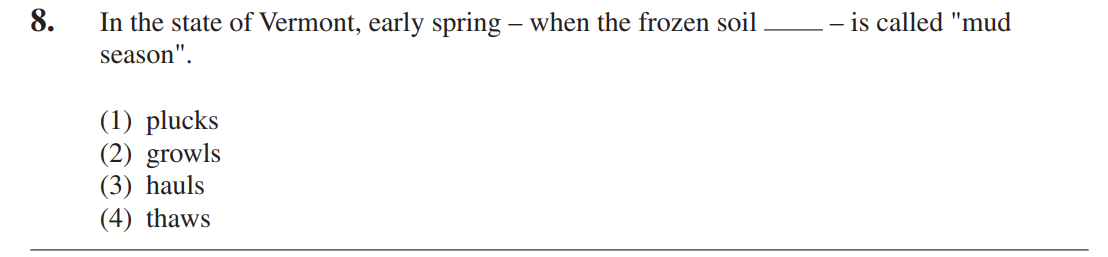 8. In the state of Vermont, early spring – when the frozen soil _____ – is called "mud
season".
(1) plucks
(2) growls
(3) hauls
(4) thaws